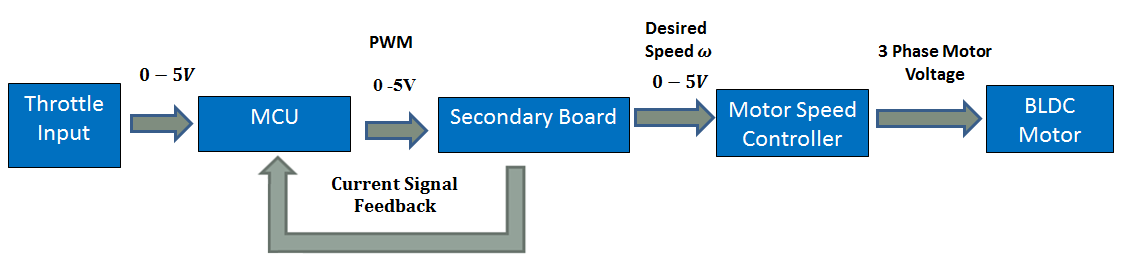 Throttle
Input
0 − 5V
MCU
PWM
0 -5V
Secondary Board
Desired
Speed ω
0 − 5V
Motor Speed
Controller
3 Phase Motor
Voltage
BLDC
Motor
Current Signal
Feedback